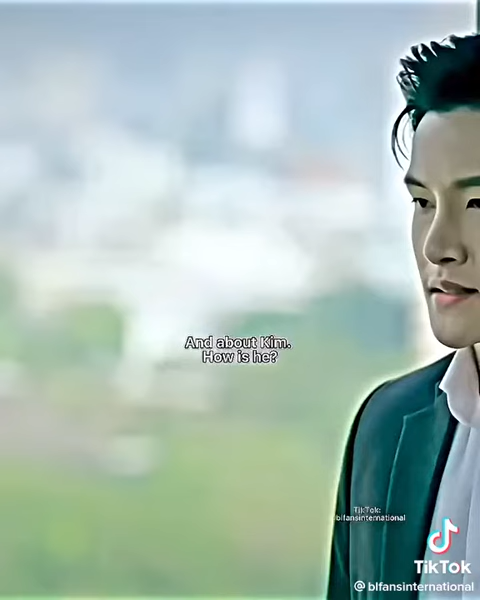 And about Kim.
How is he?
TikTok:
blfansinternational
TikTok
@ blfansinternational